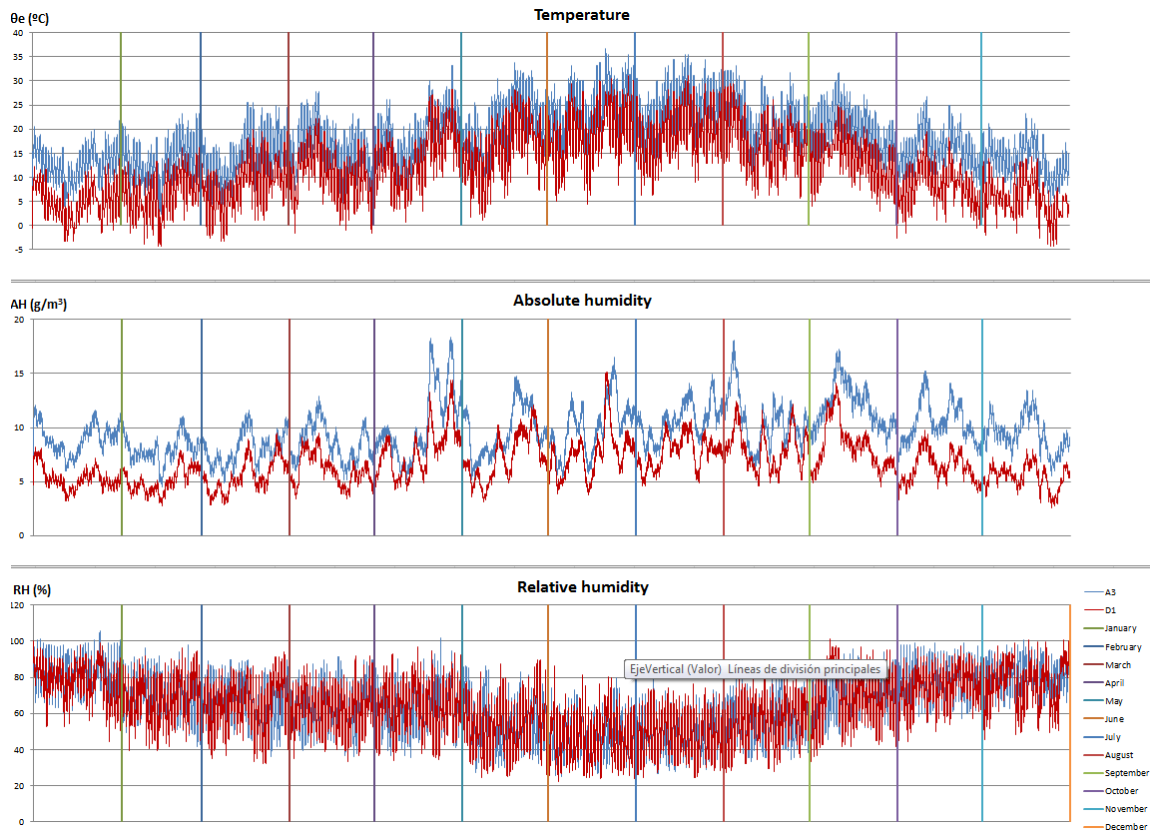 Temperature
θe (ºC)
40
35
30
25
20
15
10
5
0
-5
Absolute humidity
AH (g/m³)
20
15
10
5
0
Relative humidity
RH (%)
120
100
80
60
40
20
0
EjeVertical (Valor) Líneas de división principales
A3
D1
January
February
March
April
May
June
July
August
September
October
November
December